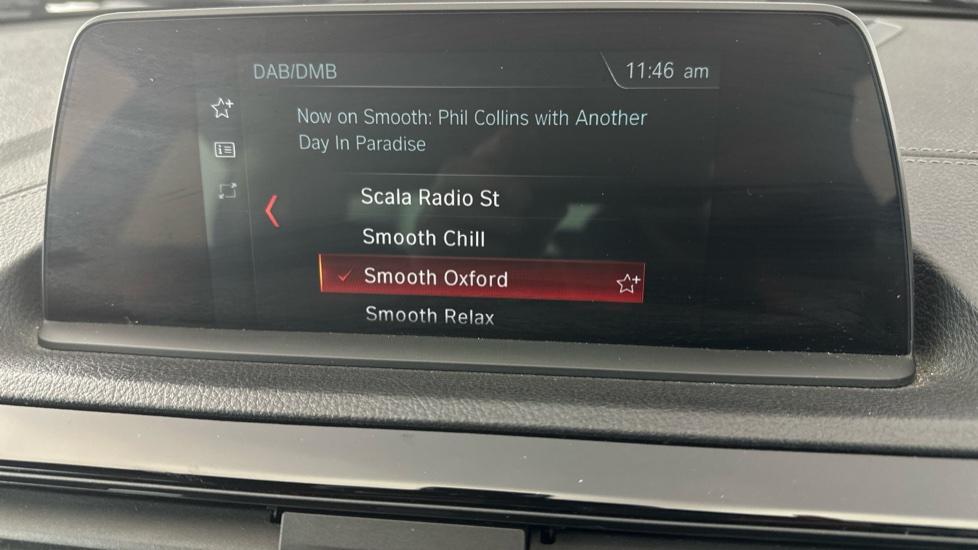 DAB/DMB
11:46 am
Now on Smooth: Phil Collins with Another
Day In Paradise
Scala Radio St
Smooth Chill
Smooth Oxford
Smooth Relax